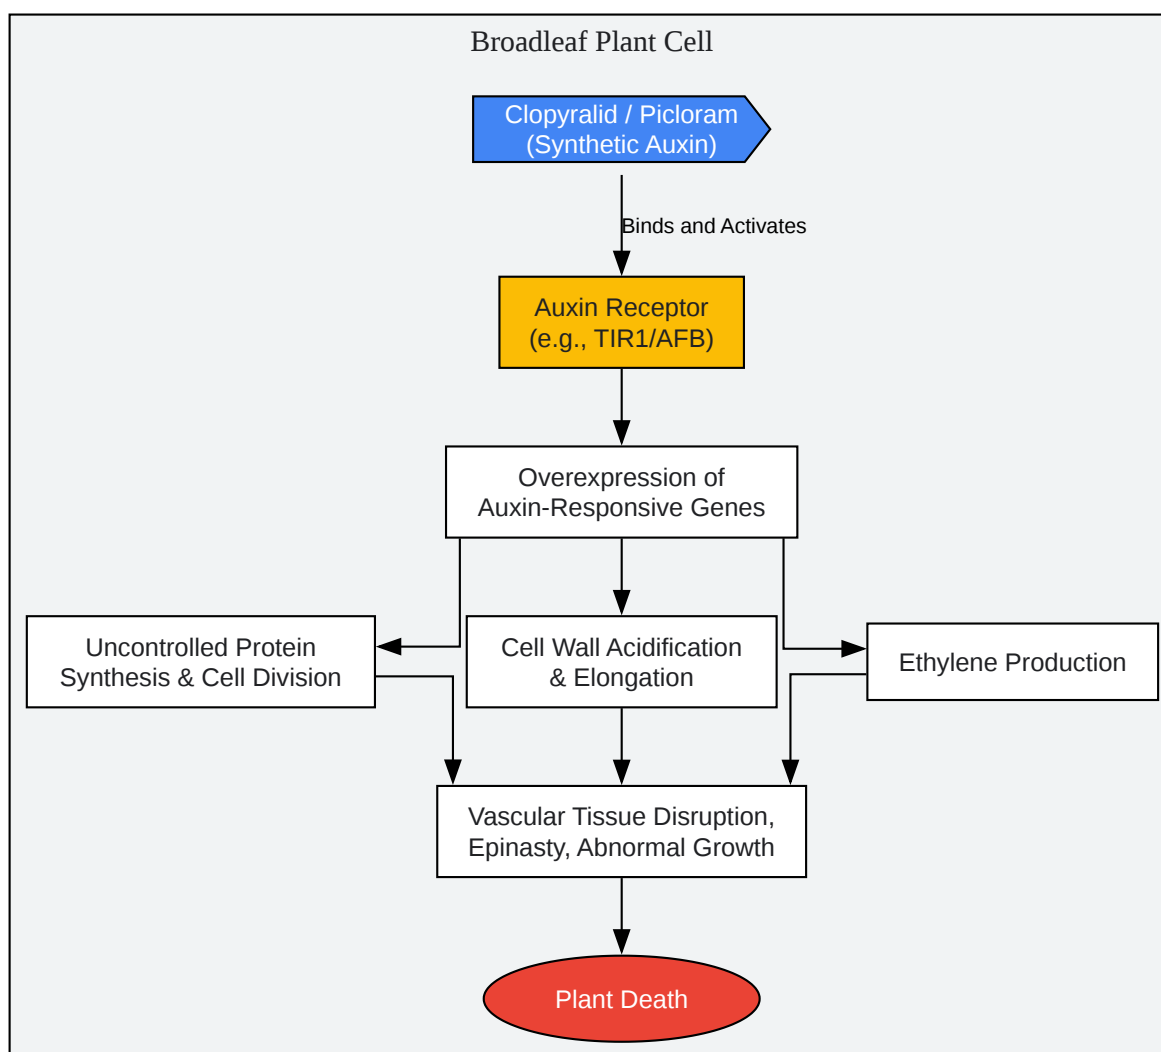 Broadleaf Plant Cell
Clopyralid / Picloram
(Synthetic Auxin)
Binds and Activates
Auxin Receptor
(e.g., TIR1/AFB)
Overexpression of
Auxin-Responsive Genes
Uncontrolled Protein
Synthesis & Cell Division
Cell Wall Acidification
& Elongation
Ethylene Production
Vascular Tissue Disruption,
Epinasty, Abnormal Growth
Plant Death